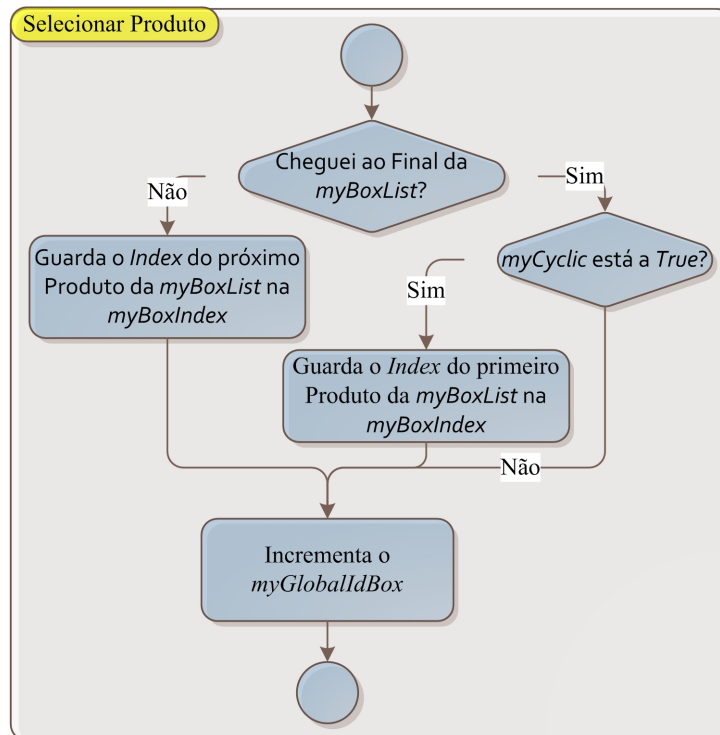 Selecionar Produto
Cheguei ao Final da
myBoxList?
Não
Sim
Guarda o Index do próximo
Produto da myBoxList na
myBoxIndex
myCyclic está a True?
Sim
Guarda o Index do primeiro
Produto da myBoxList na
myBoxIndex
Não
Incrementa o
myGlobalIdBox